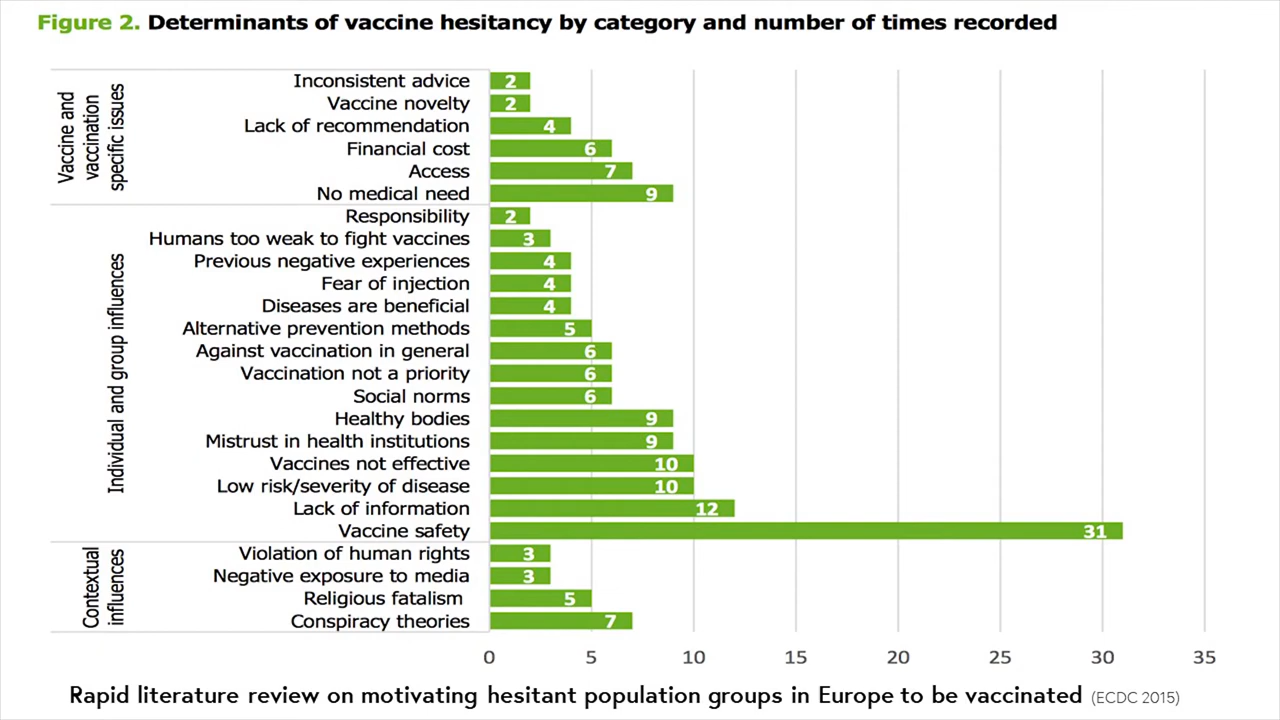 Figure 2. Determinants of vaccine hesitancy by category and number of times recorded
Vaccine and
vaccination
specific issues
Inconsistent advice 2
Vaccine novelty 2
Lack of recommendation 4
Financial cost 6
Access 7
No medical need 9
Individual and group influences
Responsibility 2
Humans too weak to fight vaccines 3
Previous negative experiences 4
Fear of injection 4
Diseases are beneficial 4
Alternative prevention methods 5
Against vaccination in general 6
Vaccination not a priority 6
Social norms 6
Healthy bodies 9
Mistrust in health institutions 9
Vaccines not effective 10
Low risk/severity of disease 10
Lack of information 12
Vaccine safety 31
Contextual
influences
Violation of human rights 3
Negative exposure to media 3
Religious fatalism 5
Conspiracy theories 7
0 5 10 15 20 25 30 35
Rapid literature review on motivating hesitant population groups in Europe to be vaccinated (ECDC 2015)